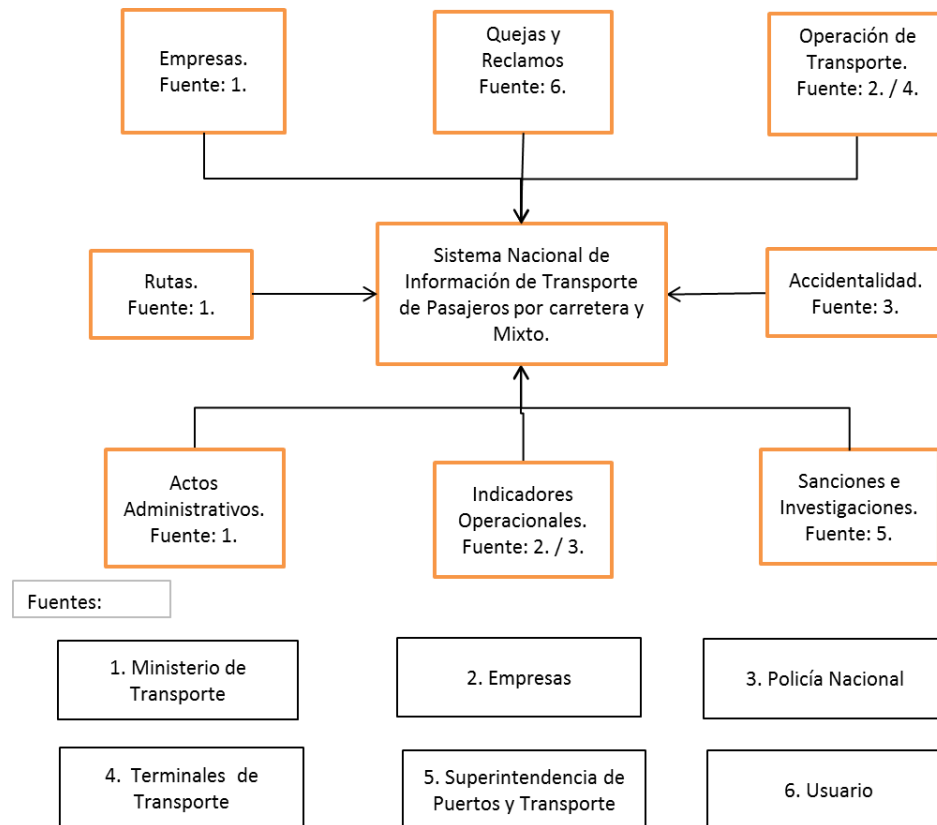 Empresas.
Fuente: 1.
Quejas y
Reclamos
Fuente: 6.
Operación de
Transporte.
Fuente: 2. / 4.
Rutas.
Fuente: 1.
Sistema Nacional de
Información de Transporte
de Pasajeros por carretera y
Mixto.
Accidentalidad.
Fuente: 3.
Actos
Administrativos.
Fuente: 1.
Indicadores
Operacionales.
Fuente: 2. / 3.
Sanciones e
Investigaciones.
Fuente: 5.
Fuentes:
1. Ministerio de
Transporte
2. Empresas
3. Policía Nacional
4. Terminales de
Transporte
5. Superintendencia de
Puertos y Transporte
6. Usuario